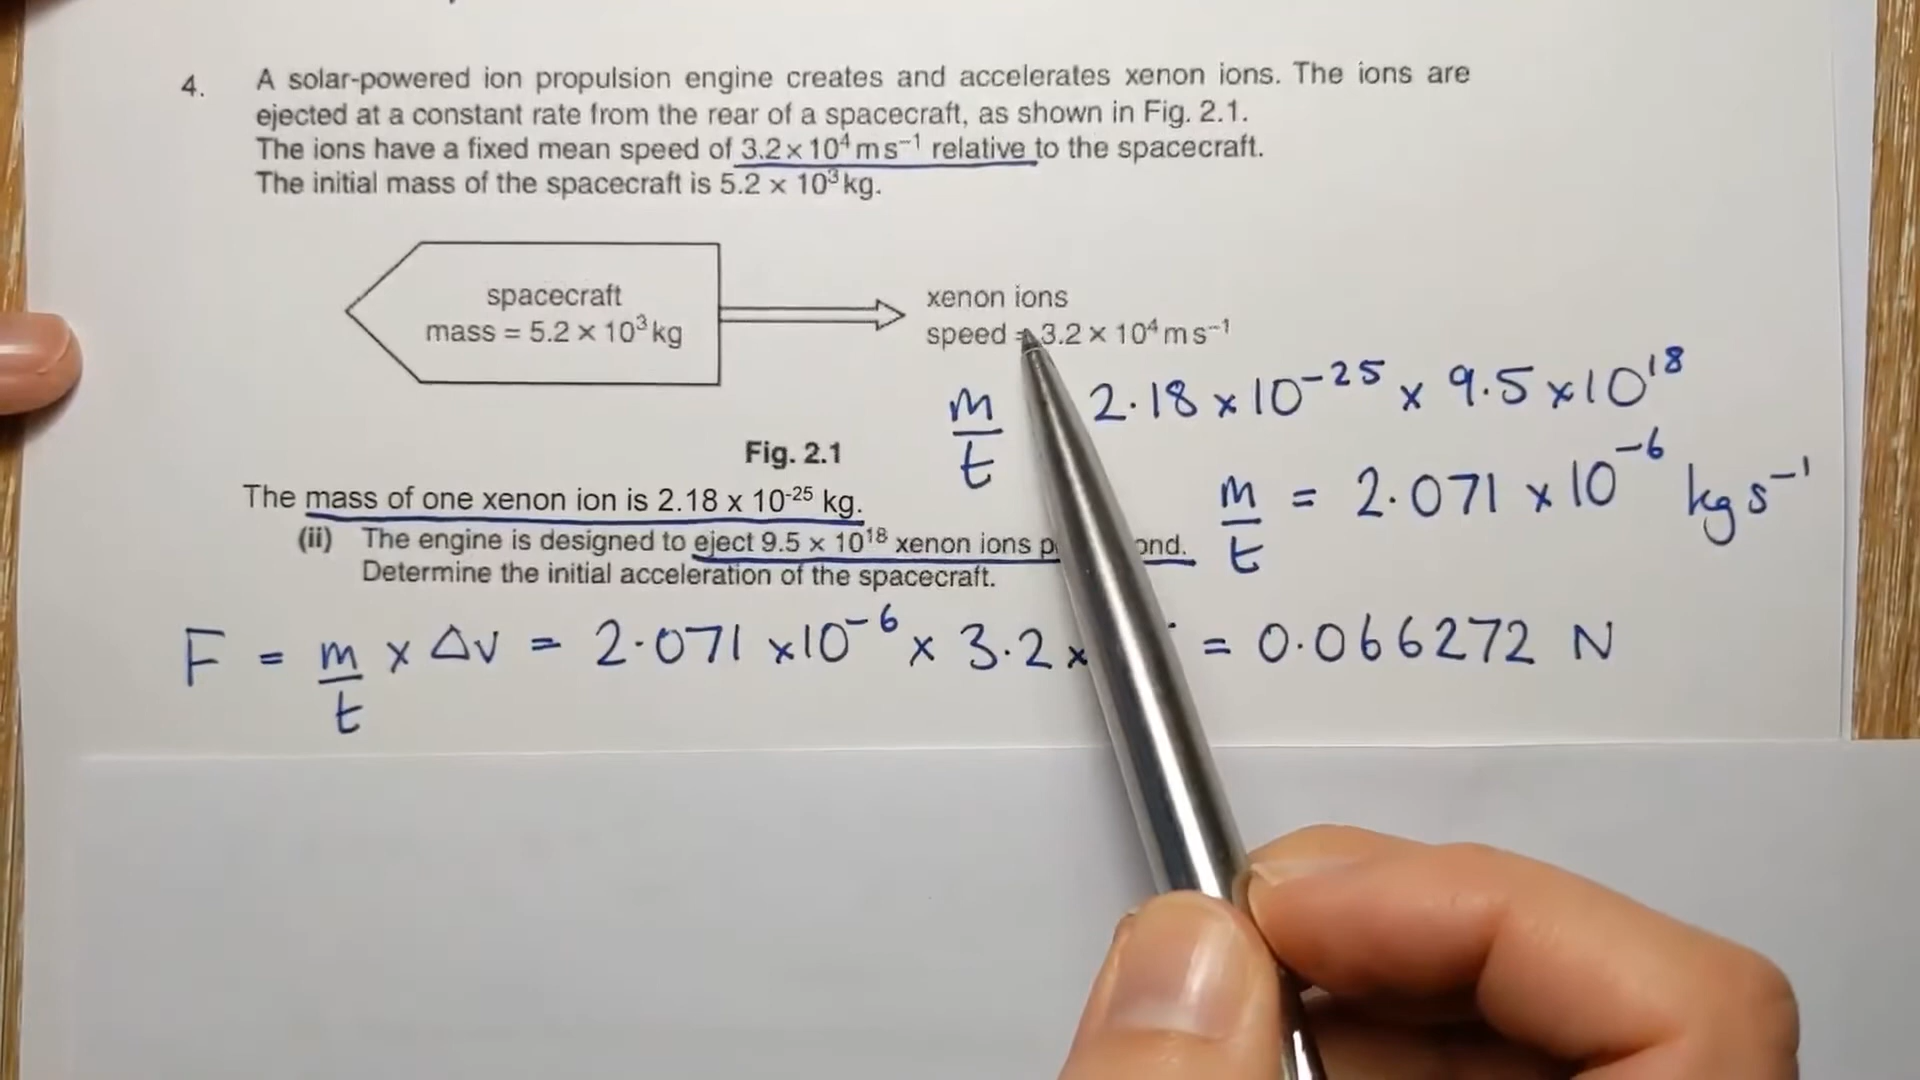 4. A solar-powered ion propulsion engine creates and accelerates xenon ions. The ions are
ejected at a constant rate from the rear of a spacecraft, as shown in Fig. 2.1.
The ions have a fixed mean speed of 3.2 × 10⁴ m s⁻¹ relative to the spacecraft.
The initial mass of the spacecraft is 5.2 × 10³ kg.
spacecraft
mass = 5.2 × 10³ kg
xenon ions
speed = 3.2 × 10⁴ m s⁻¹
m/t 2.18 × 10⁻²⁵ × 9.5 × 10¹⁸
Fig. 2.1
m/t = 2.071 × 10⁻⁶ kg s⁻¹
The mass of one xenon ion is 2.18 x 10⁻²⁵ kg.
(ii) The engine is designed to eject 9.5 × 10¹⁸ xenon ions
Determine the initial acceleration of the spacecraft.
F = m/t × Δv = 2.071 × 10⁻⁶ × 3.2 × = 0.066272 N